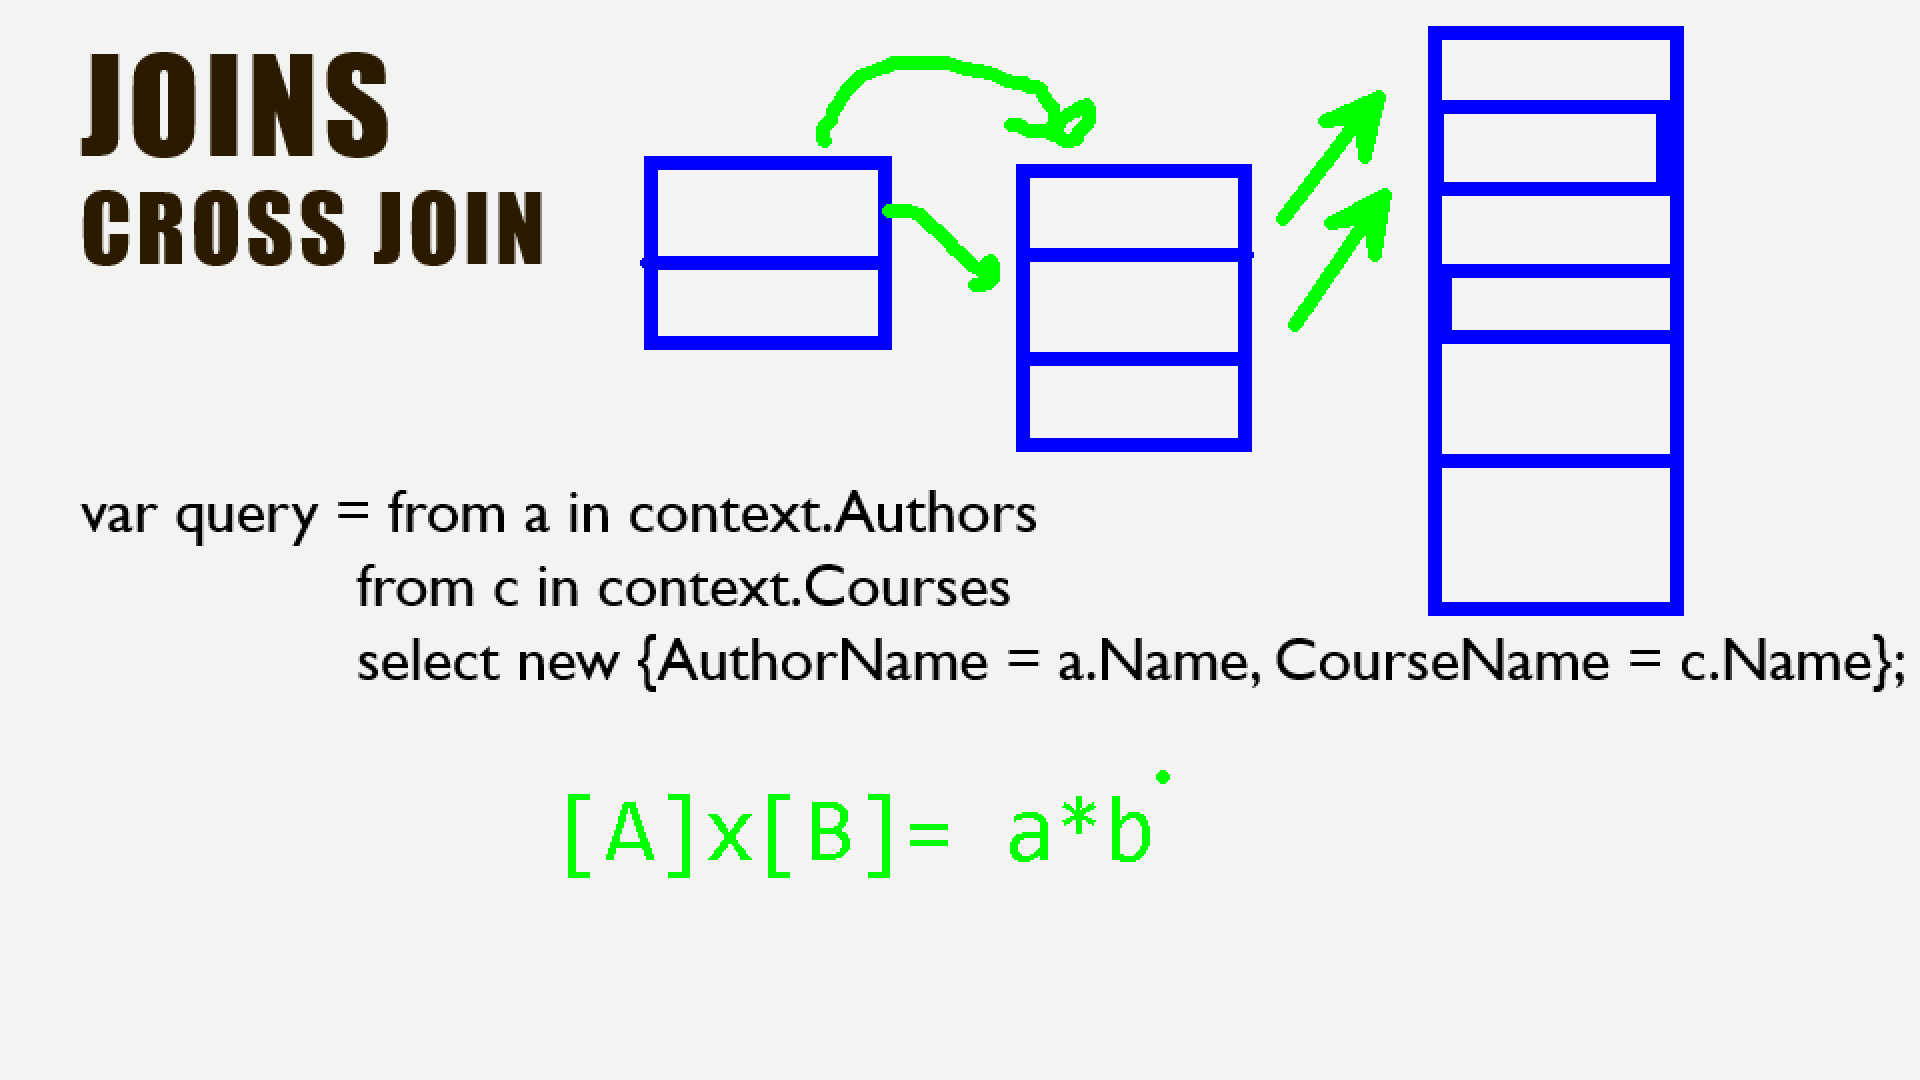 JOINS
CROSS JOIN
var query = from a in context.Authors
from c in context.Courses
select new {AuthorName = a.Name, CourseName = c.Name};
[A]x[B]= a*b